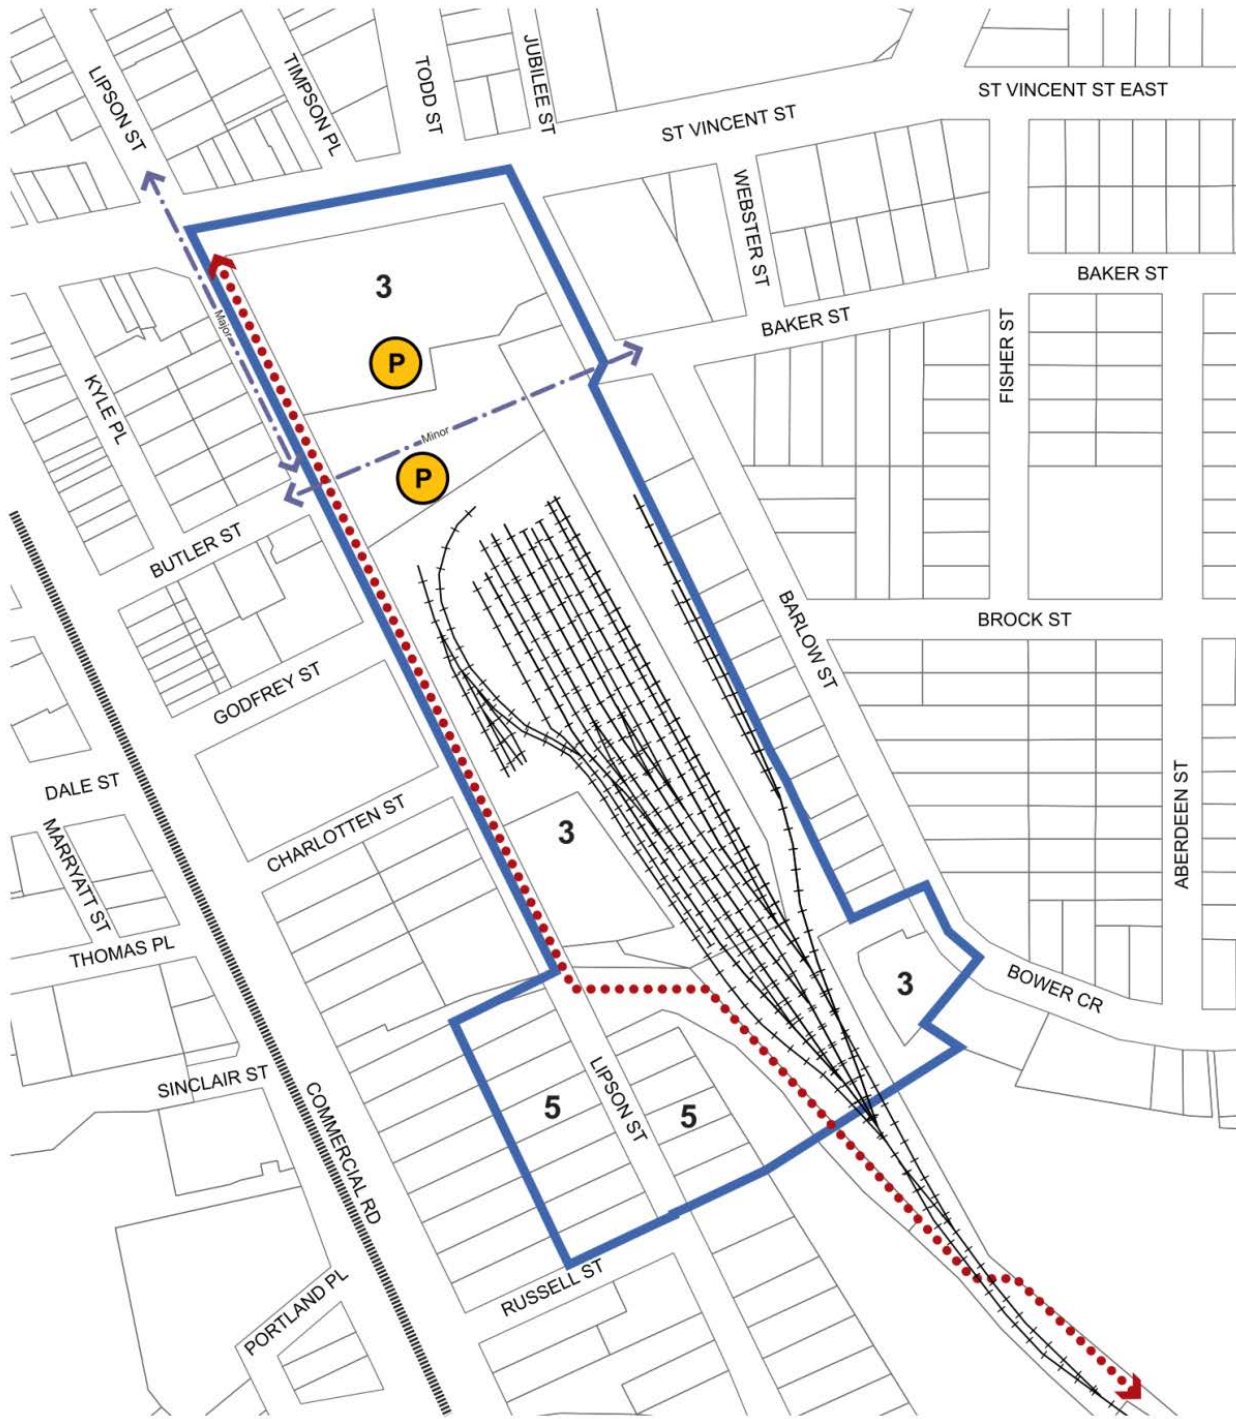 LIPSON ST
TIMPSON PL
TODD ST
JUBILEE ST
ST VINCENT ST
ST VINCENT ST EAST
WEBSTER ST
BAKER ST
3
Major
BAKER ST
FISHER ST
P
KYLE PL
Minor
P
BUTLER ST
BARLOW ST
BROCK ST
GODFREY ST
DALE ST
CHARLOTTEN ST
3
ABERDEEN ST
MARRYATT ST
THOMAS PL
3
BOWER CR
SINCLAIR ST
COMMERCIAL RD
5
LIPSON ST
5
RUSSELL ST
PORTLAND PL